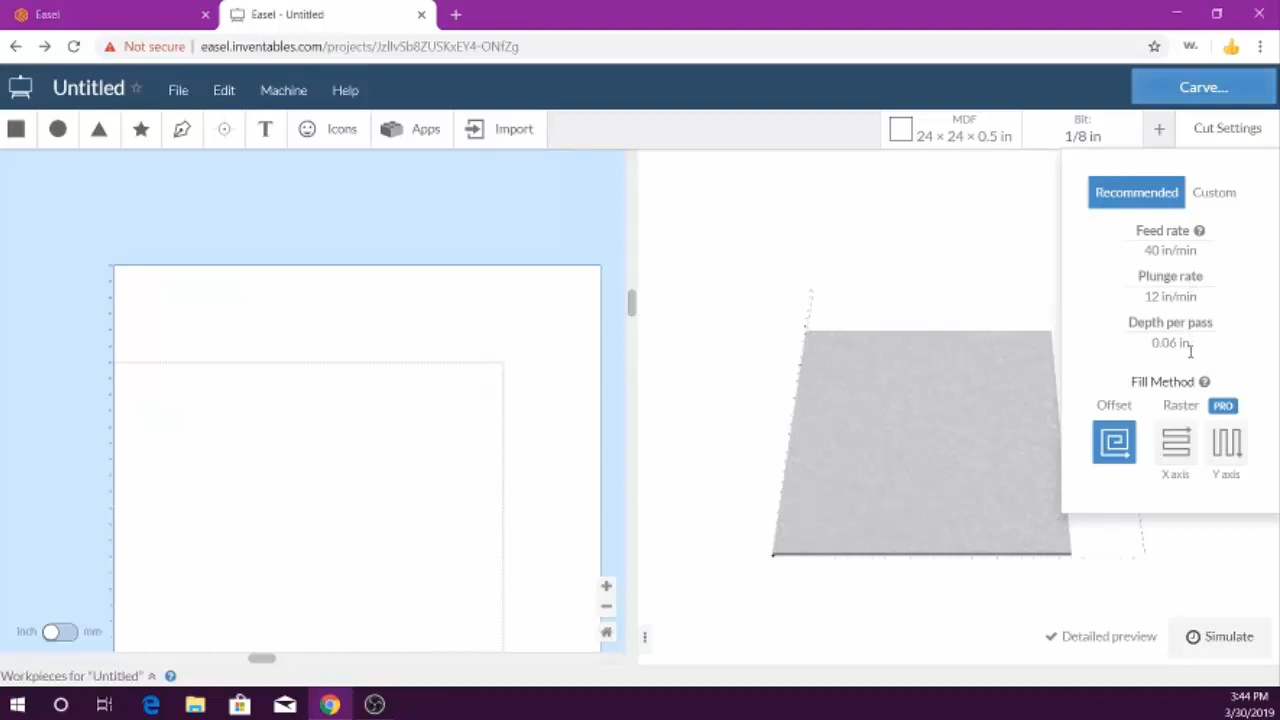 Easel
Easel - Untitled
Not secure easel.inventables.com/projects/JzllvSb8ZUSKxEY4-ONfZg
W.
Untitled File Edit Machine Help Carve...
T Icons Apps Import MDF 24 × 24 × 0.5 in Bit: 1/8 in + Cut Settings
Recommended Custom
Feed rate
40 in/min
Plunge rate
12 in/min
Depth per pass
0.06 in
Fill Method
Offset Raster PRO
X axis Y axis
inch mm
Detailed preview Simulate
Workpieces for "Untitled"
3:44 PM
3/30/2019